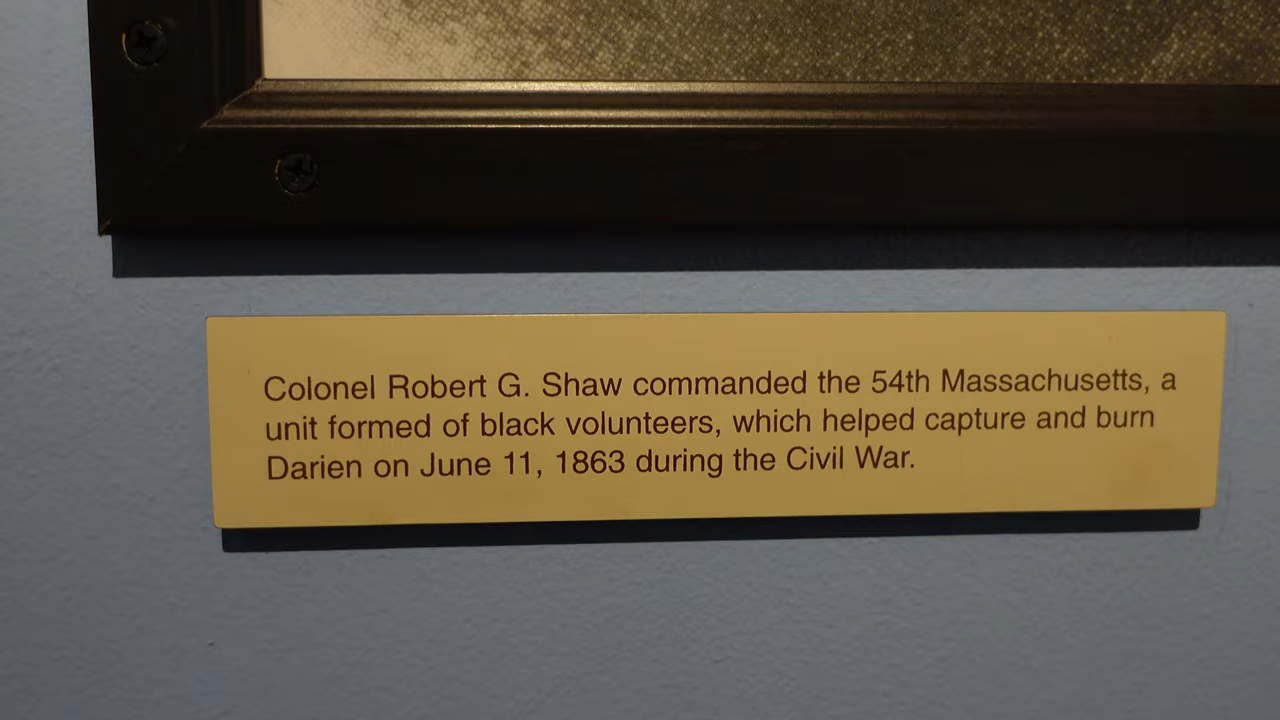 Colonel Robert G. Shaw commanded the 54th Massachusetts, a
unit formed of black volunteers, which helped capture and burn
Darien on June 11, 1863 during the Civil War.